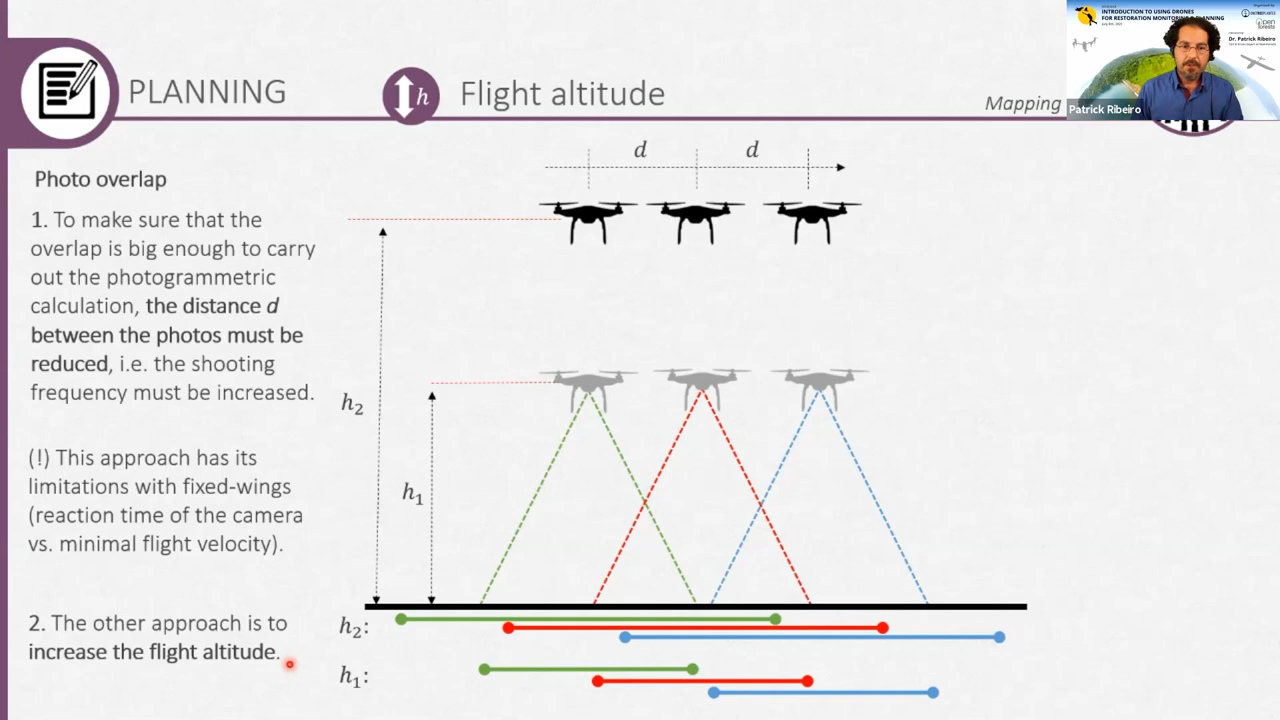 INTRODUCTION TO USING DRONES
FOR RESTORATION MONITORING & PLANNING
Dr. Patrick Ribeiro
Patrick Ribeiro
PLANNING
h
Flight altitude
Mapping
d d
Photo overlap
1. To make sure that the
overlap is big enough to carry
out the photogrammetric
calculation, the distance d
between the photos must be
reduced, i.e. the shooting
frequency must be increased.
(!) This approach has its
limitations with fixed-wings
(reaction time of the camera
vs. minimal flight velocity).
2. The other approach is to
increase the flight altitude.
h₂
h₁
h₂:
h₁: